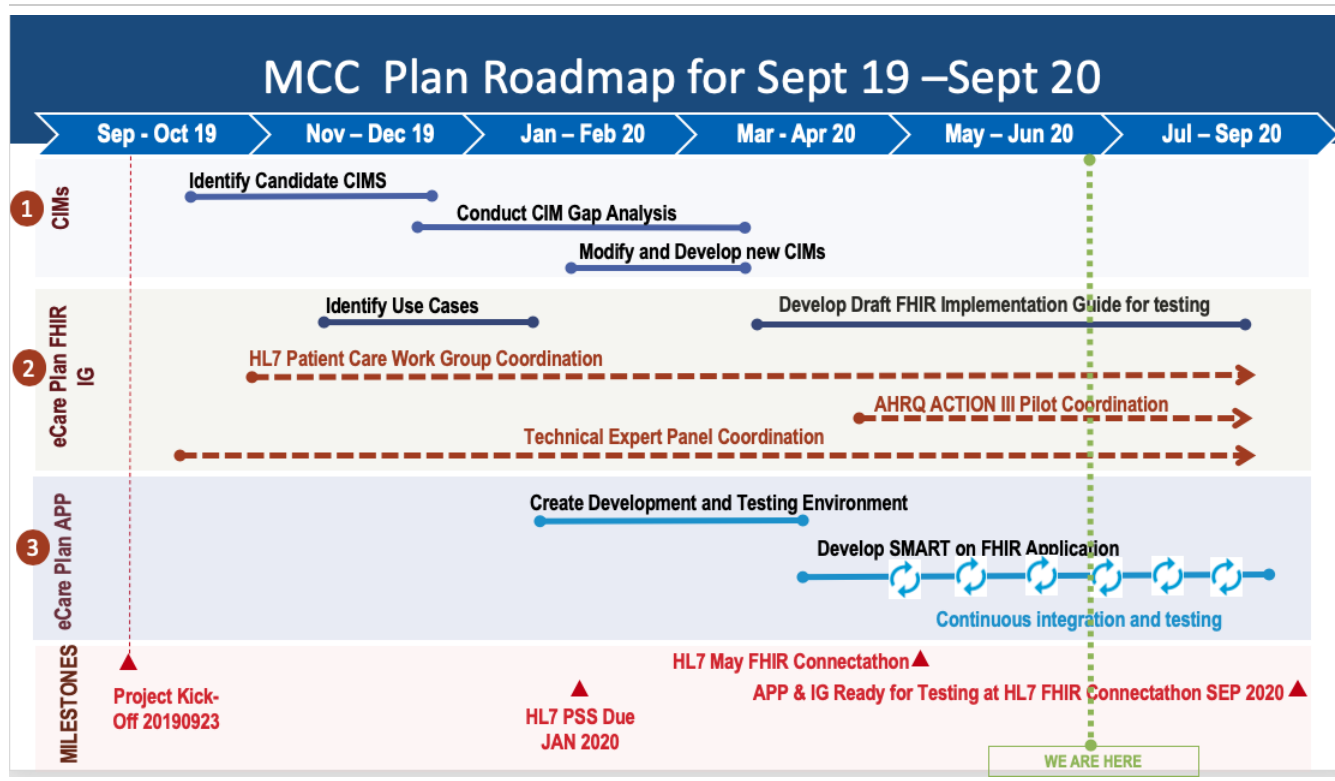 MCC Plan Roadmap for Sept 19 –Sept 20
Sep - Oct 19
Nov – Dec 19
Jan – Feb 20
Mar - Apr 20
May – Jun 20
Jul – Sep 20
1
CIMs
Identify Candidate CIMS
Conduct CIM Gap Analysis
Modify and Develop new CIMs
2
eCare Plan FHIR
IG
Identify Use Cases
Develop Draft FHIR Implementation Guide for testing
HL7 Patient Care Work Group Coordination
AHRQ ACTION III Pilot Coordination
Technical Expert Panel Coordination
3
eCare Plan APP
Create Development and Testing Environment
Develop SMART on FHIR Application
Continuous integration and testing
MILESTONES
Project Kick-
Off 20190923
HL7 PSS Due
JAN 2020
HL7 May FHIR Connectathon
APP & IG Ready for Testing at HL7 FHIR Connectathon SEP 2020
WE ARE HERE